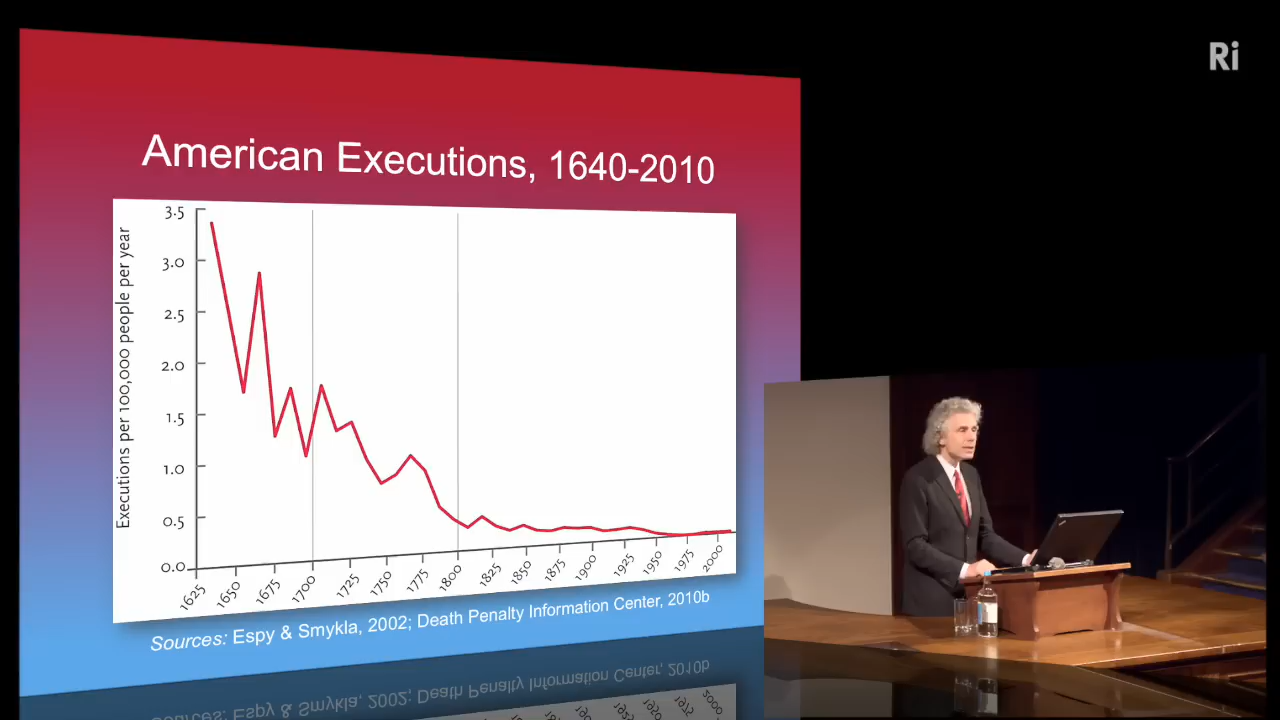 Ri
American Executions, 1640-2010
Executions per 100,000 people per year
3.5
3.0
2.5
2.0
1.5
1.0
0.5
0.0
1625 1650 1675 1700 1725 1750 1775 1800 1825 1850 1875 1900 1925 1950 1975 2000
Sources: Espy & Smykla, 2002; Death Penalty Information Center, 2010b